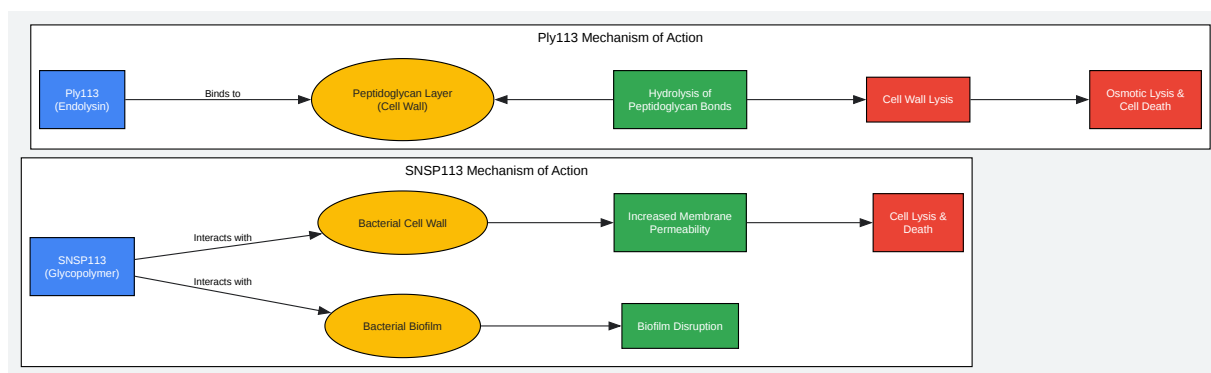 Ply113 Mechanism of Action
Ply113
(Endolysin)
Binds to
Peptidoglycan Layer
(Cell Wall)
Hydrolysis of
Peptidoglycan Bonds
Cell Wall Lysis
Osmotic Lysis &
Cell Death
SNSP113 Mechanism of Action
SNSP113
(Glycopolymer)
Interacts with
Bacterial Cell Wall
Increased Membrane
Permeability
Cell Lysis &
Death
Interacts with
Bacterial Biofilm
Biofilm Disruption